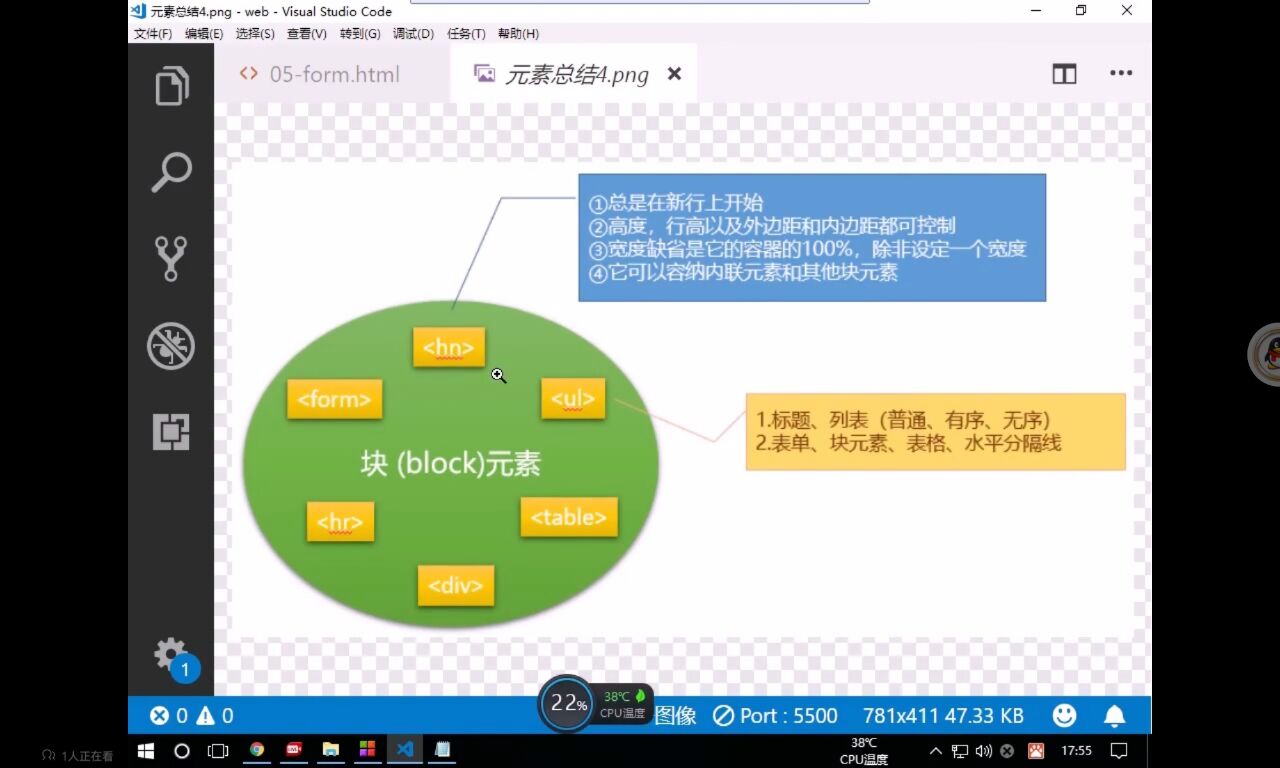 元素总结4.png - web - Visual Studio Code
文件(F) 编辑(E) 选择(S) 查看(V) 转到(G) 调试(D) 任务(T) 帮助(H)
05-form.html
元素总结4.png
①总是在新行上开始
②高度，行高以及外边距和内边距都可控制
③宽度缺省是它的容器的100%，除非设定一个宽度
④它可以容纳内联元素和其他块元素
<hn>
<form>
<ul>
1.标题、列表（普通、有序、无序）
2.表单、块元素、表格、水平分隔线
块 (block)元素
<hr>
<table>
<div>
1
0 0
22%
38℃
CPU温度
图像
Port : 5500
781x411 47.33 KB
1人正在看
38℃
CPU温度
17:55